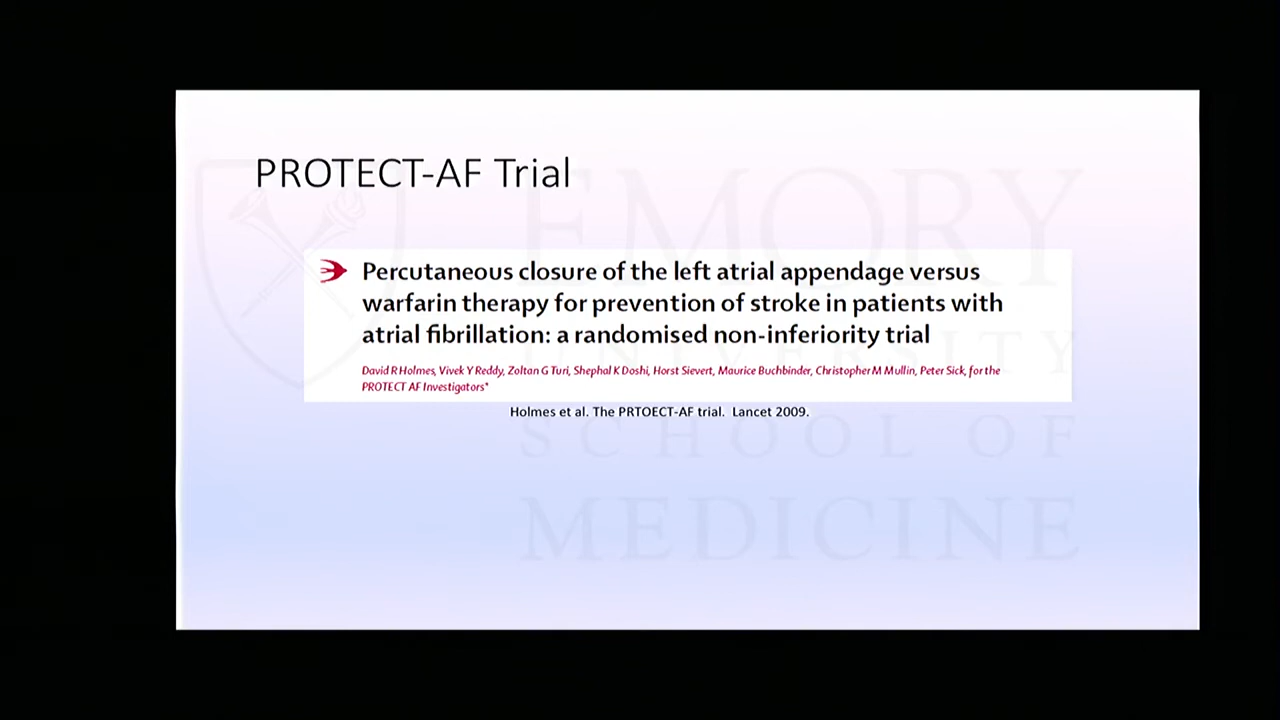 PROTECT-AF Trial
Percutaneous closure of the left atrial appendage versus
warfarin therapy for prevention of stroke in patients with
atrial fibrillation: a randomised non-inferiority trial
David R Holmes, Vivek Y Reddy, Zoltan G Turi, Shephal K Doshi, Horst Sievert, Maurice Buchbinder, Christopher M Mullin, Peter Sick, for the
PROTECT AF Investigators*
Holmes et al. The PRTOECT-AF trial. Lancet 2009.
EMORY
UNIVERSITY
SCHOOL OF
MEDICINE